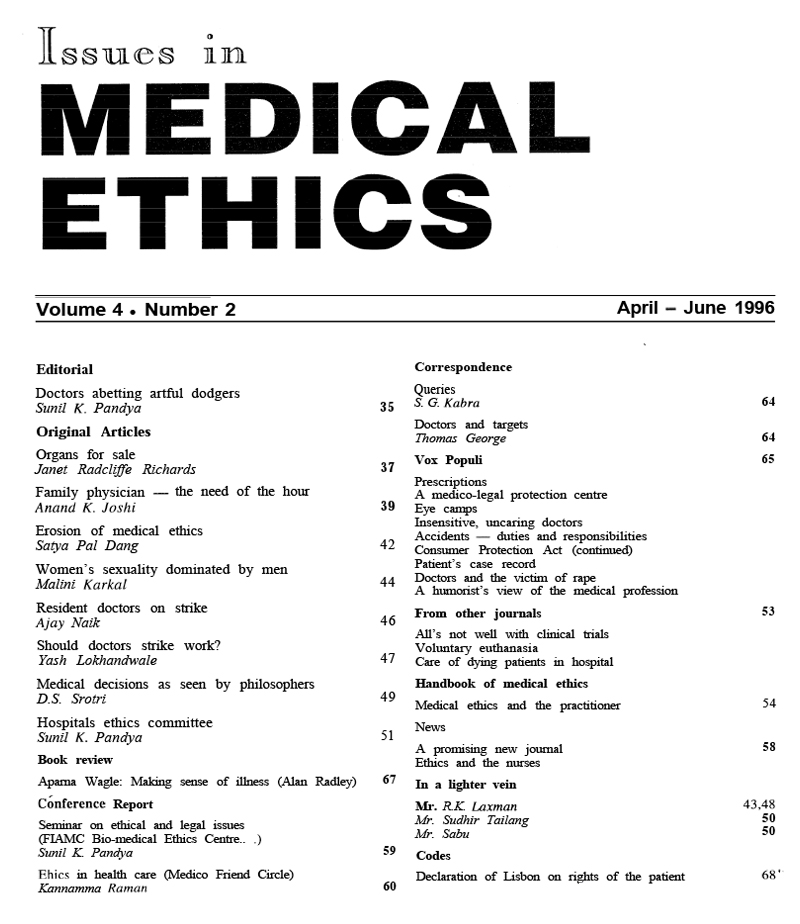 Issues in
MEDICAL
ETHICS
Volume 4 • Number 2 April – June 1996
Editorial
Doctors abetting artful dodgers
Sunil K. Pandya 35
Original Articles
Organs for sale
Janet Radcliffe Richards 37
Family physician — the need of the hour
Anand K. Joshi 39
Erosion of medical ethics
Satya Pal Dang 42
Women's sexuality dominated by men
Malini Karkal 44
Resident doctors on strike
Ajay Naik 46
Should doctors strike work?
Yash Lokhandwale 47
Medical decisions as seen by philosophers
D.S. Srotri 49
Hospitals ethics committee
Sunil K. Pandya 51
Book review
Aparna Wagle: Making sense of illness (Alan Radley) 67
Conference Report
Seminar on ethical and legal issues
(FIAMC Bio-medical Ethics Centre.. .)
Sunil K. Pandya 59
Ehics in health care (Medico Friend Circle)
Kannamma Raman 60
Correspondence
Queries
S. G. Kabra 64
Doctors and targets
Thomas George 64
Vox Populi 65
Prescriptions
A medico-legal protection centre
Eye camps
Insensitive, uncaring doctors
Accidents — duties and responsibilities
Consumer Protection Act (continued)
Patient's case record
Doctors and the victim of rape
A humorist's view of the medical profession
From other journals 53
All's not well with clinical trials
Voluntary euthanasia
Care of dying patients in hospital
Handbook of medical ethics
Medical ethics and the practitioner 54
News
A promising new journal 58
Ethics and the nurses
In a lighter vein
Mr. R.K. Laxman 43,48
Mr. Sudhir Tailang 50
Mr. Sabu 50
Codes
Declaration of Lisbon on rights of the patient 68